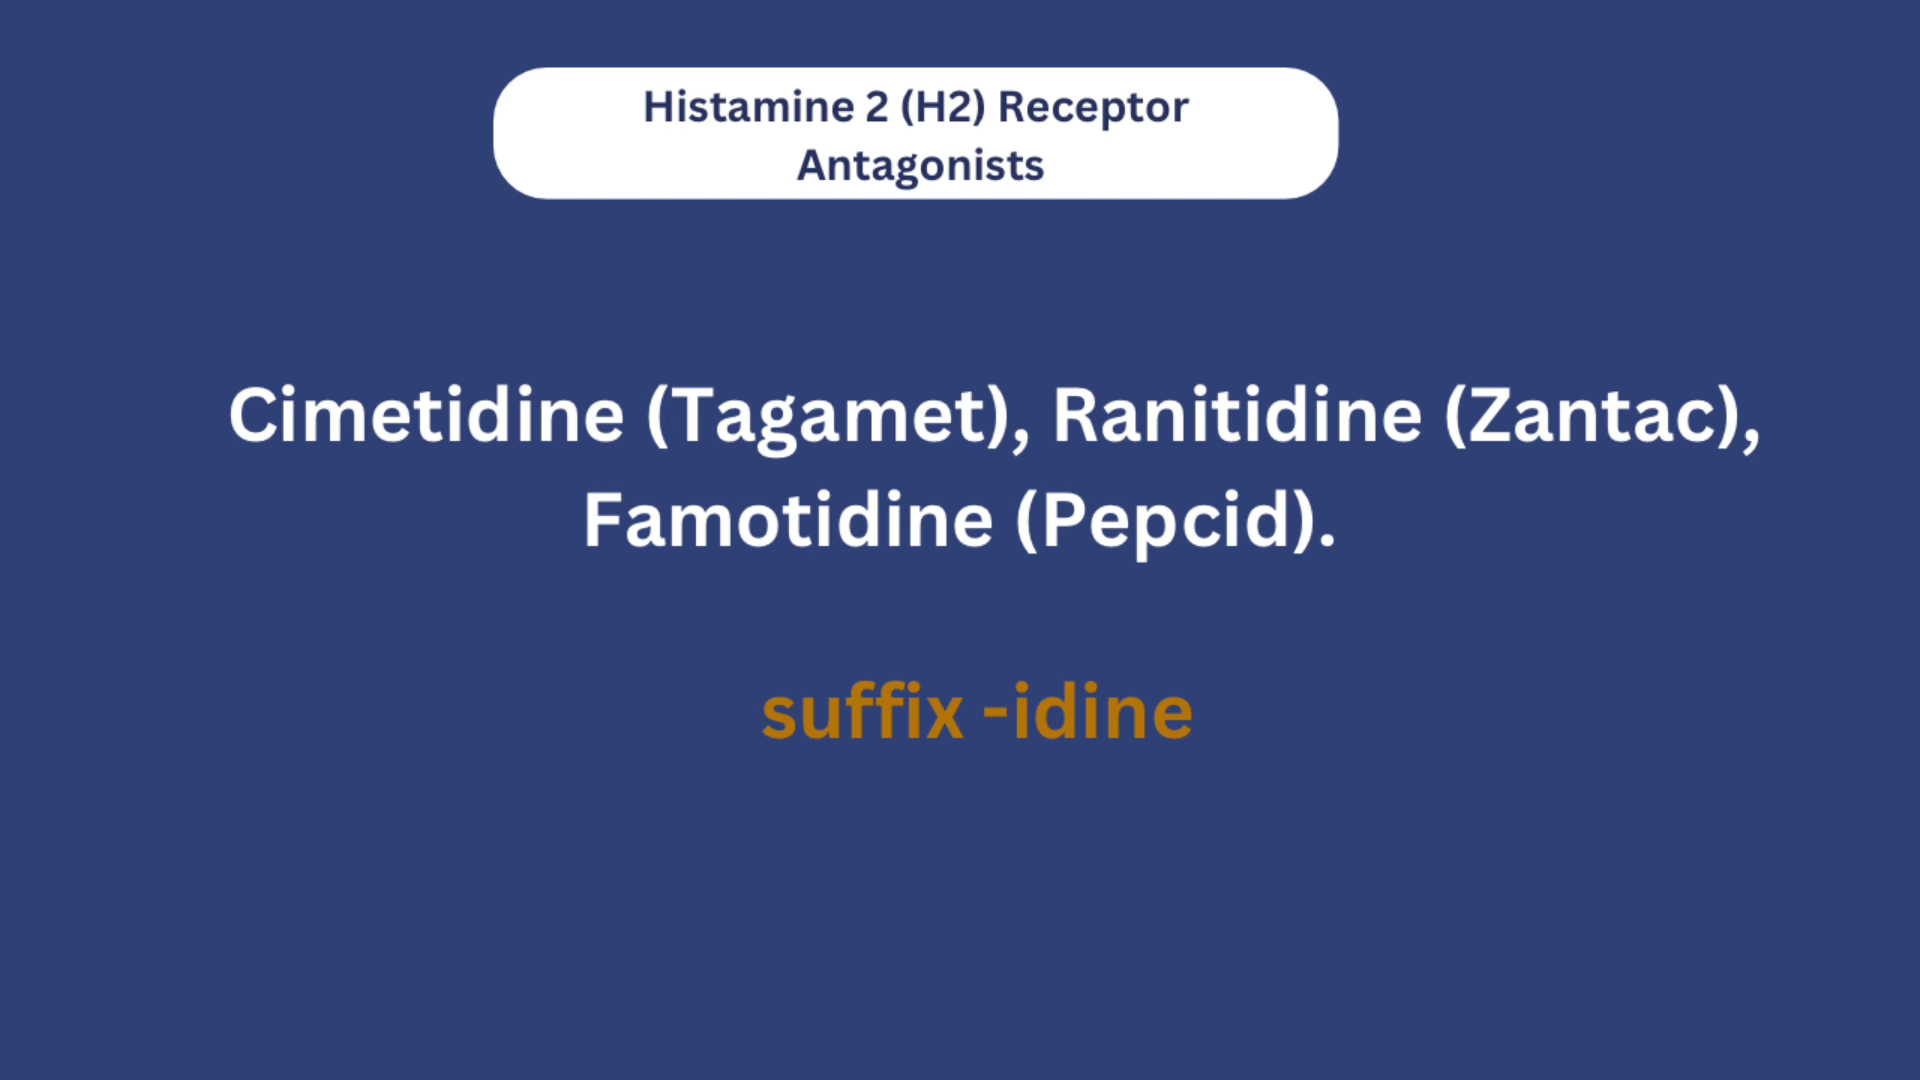 Histamine 2 (H2) Receptor
Antagonists
Cimetidine (Tagamet), Ranitidine (Zantac),
Famotidine (Pepcid).
suffix -idine